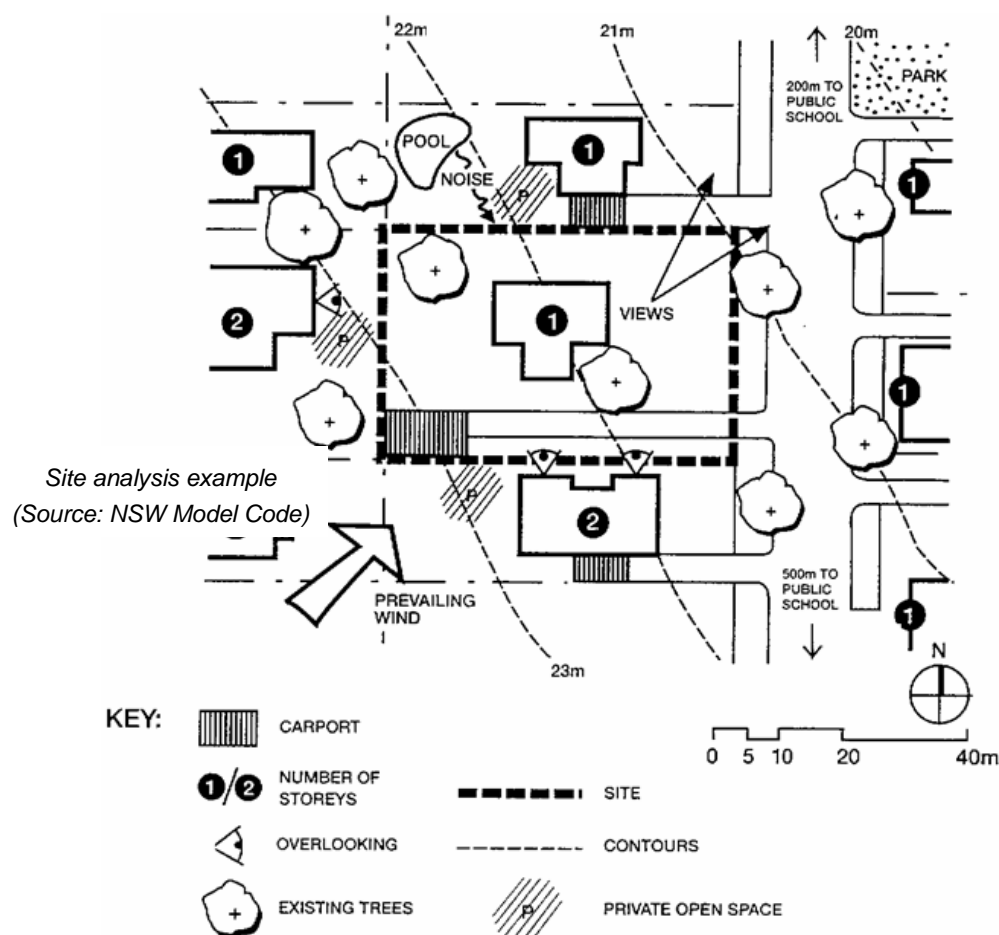 22m
21m
20m
PARK
200m TO
PUBLIC
SCHOOL
1
POOL
1
NOISE
P
1
2
VIEWS
1
P
1
Site analysis example
(Source: NSW Model Code)
P
2
PREVAILING
WIND
500m TO
PUBLIC
SCHOOL
1
23m
N
KEY:
CARPORT
0 5 10 20 40m
1/2 NUMBER OF
STOREYS
SITE
OVERLOOKING
CONTOURS
EXISTING TREES
P
PRIVATE OPEN SPACE